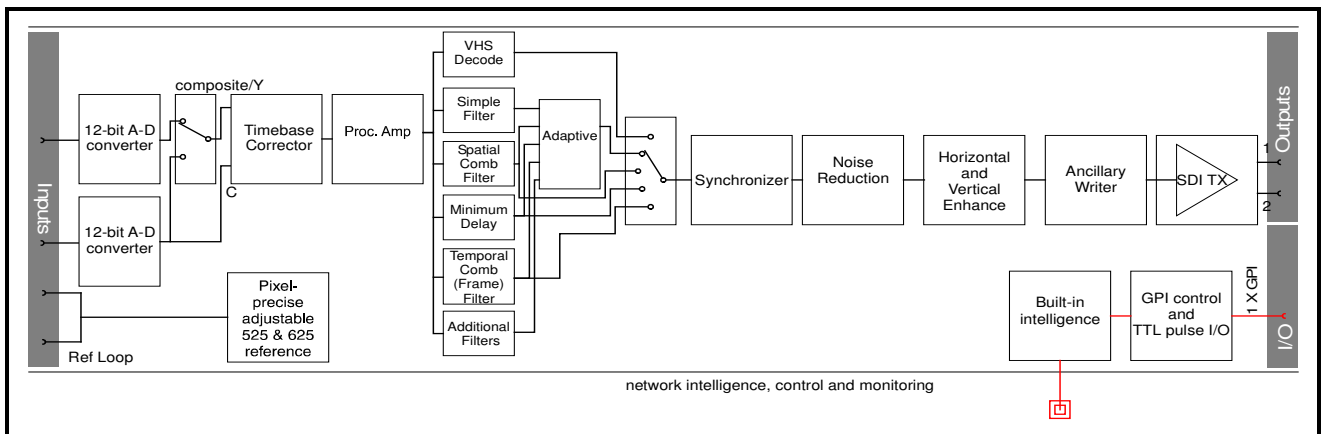 Inputs
12-bit A-D
converter
12-bit A-D
converter
composite/Y
C
Timebase
Corrector
Proc. Amp
VHS
Decode
Simple
Filter
Spatial
Comb
Filter
Minimum
Delay
Temporal
Comb
(Frame)
Filter
Additional
Filters
Adaptive
Synchronizer
Noise
Reduction
Horizontal
and
Vertical
Enhance
Ancillary
Writer
SDI TX
1
2
Outputs
Ref Loop
Pixel-
precise
adjustable
525 & 625
reference
Built-in
intelligence
GPI control
and
TTL pulse I/O
1 X GPI
I/O
network intelligence, control and monitoring